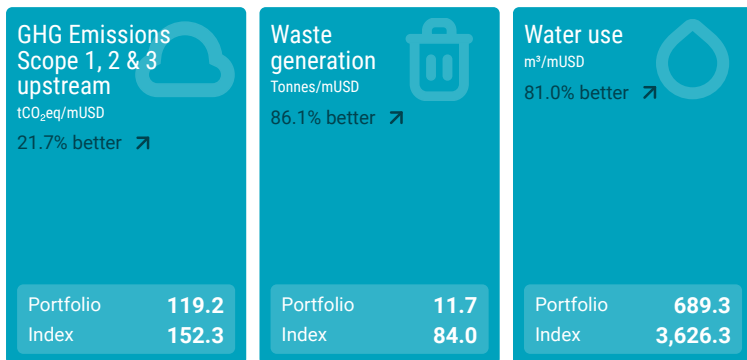 GHG Emissions
Scope 1, 2 & 3
upstream
tCO₂eq/mUSD
21.7% better
Portfolio 119.2
Index 152.3
Waste
generation
Tonnes/mUSD
86.1% better
Portfolio 11.7
Index 84.0
Water use
m³/mUSD
81.0% better
Portfolio 689.3
Index 3,626.3